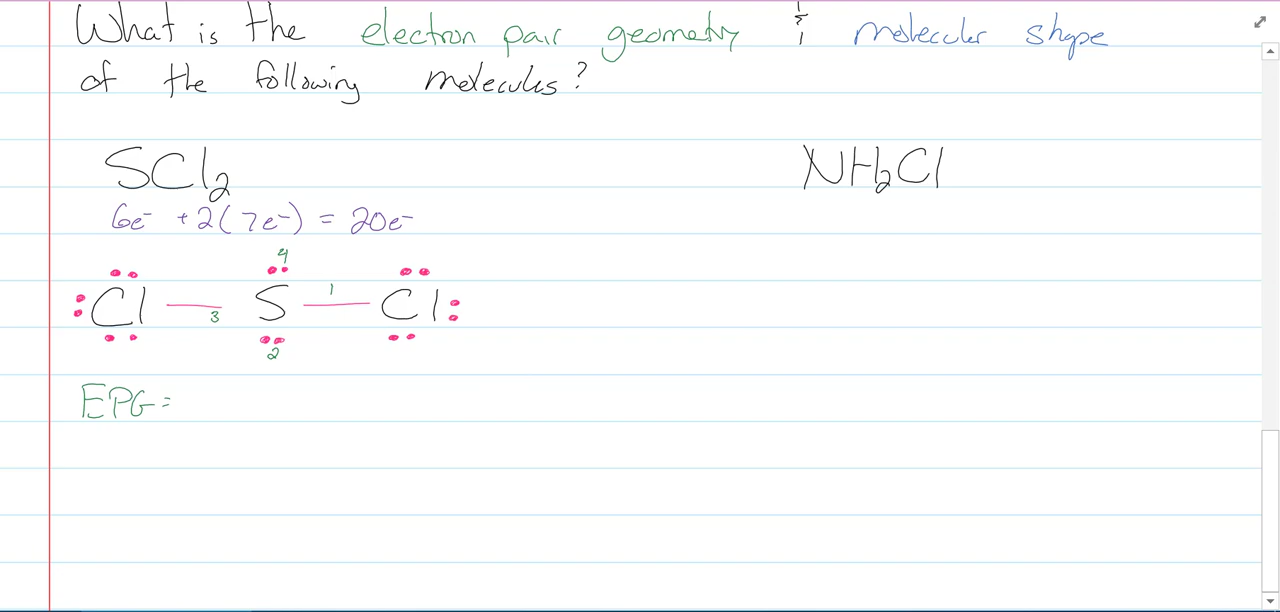 What is the electron pair geometry & molecular shape
of the following molecules?
SCl₂
NH₂Cl
6e⁻ + 2(7e⁻) = 20e⁻
4
:Cl — S — Cl:
1
3
2
EPG=